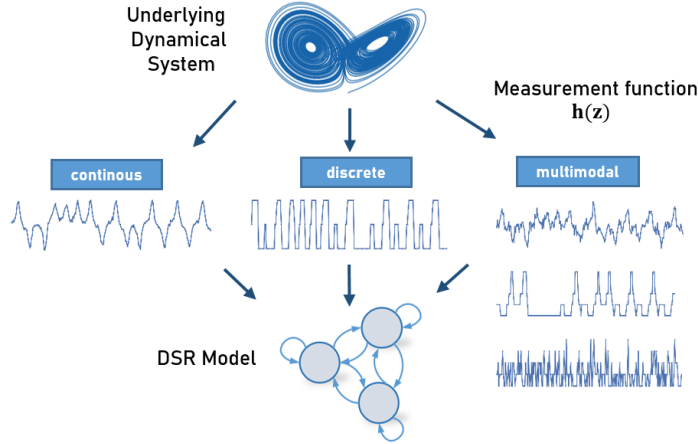 Underlying
Dynamical
System
Measurement function
h(z)
continous
discrete
multimodal
DSR Model